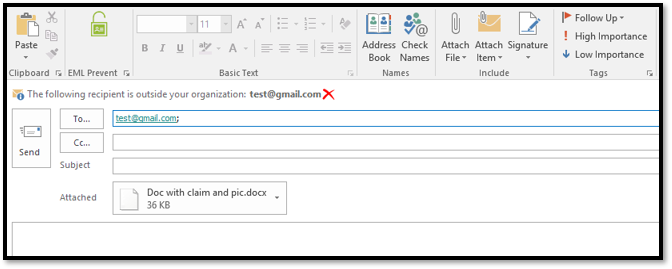 11
Follow Up
Paste
B I U
Address Book
Check Names
Attach File
Attach Item
Signature
High Importance
Low Importance
Clipboard
EML Prevent
Basic Text
Names
Include
Tags
The following recipient is outside your organization: test@gmail.com
To...
test@gmail.com;
Cc...
Send
Subject
Attached
Doc with claim and pic.docx
36 KB